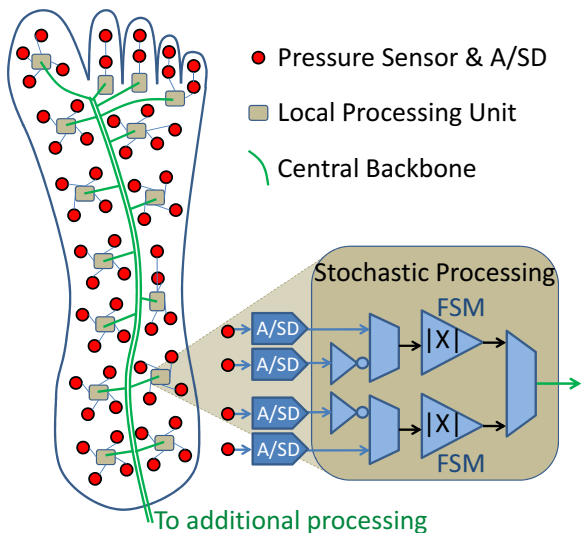 Pressure Sensor & A/SD
Local Processing Unit
Central Backbone
Stochastic Processing
FSM
A/SD
|X|
A/SD
A/SD
|X|
A/SD
FSM
To additional processing